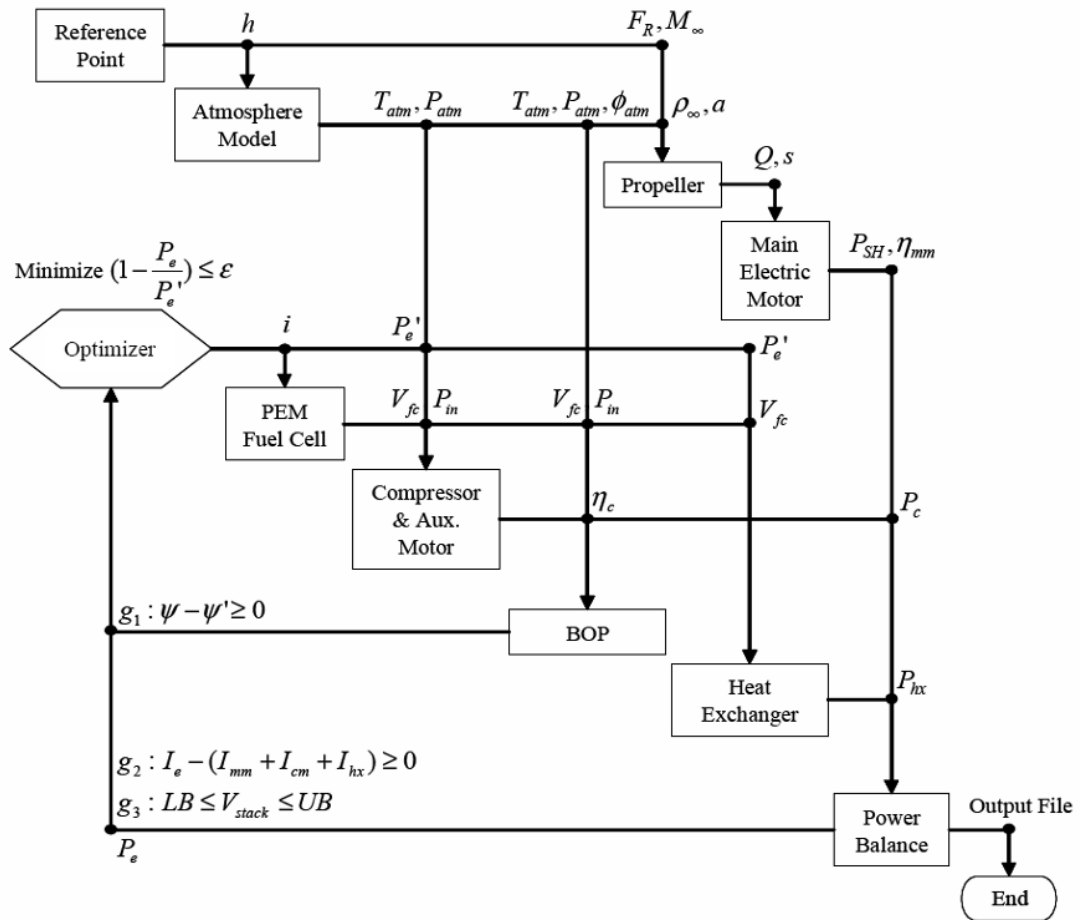 Reference
Point
h
F_R, M_∞
Atmosphere
Model
T_atm, P_atm
T_atm, P_atm, ϕ_atm
ρ_∞, a
Propeller
Q, s
Main
Electric
Motor
P_SH, η_mm
Minimize (1 - P_e / P_e') ≤ ε
Optimizer
i
P_e'
P_e'
PEM
Fuel Cell
V_fc P_in
V_fc P_in
V_fc
Compressor
& Aux.
Motor
η_c
P_c
g_1 : ψ - ψ' ≥ 0
BOP
Heat
Exchanger
P_hx
g_2 : I_e - (I_mm + I_cm + I_hx) ≥ 0
g_3 : LB ≤ V_stack ≤ UB
P_e
Power
Balance
Output File
End